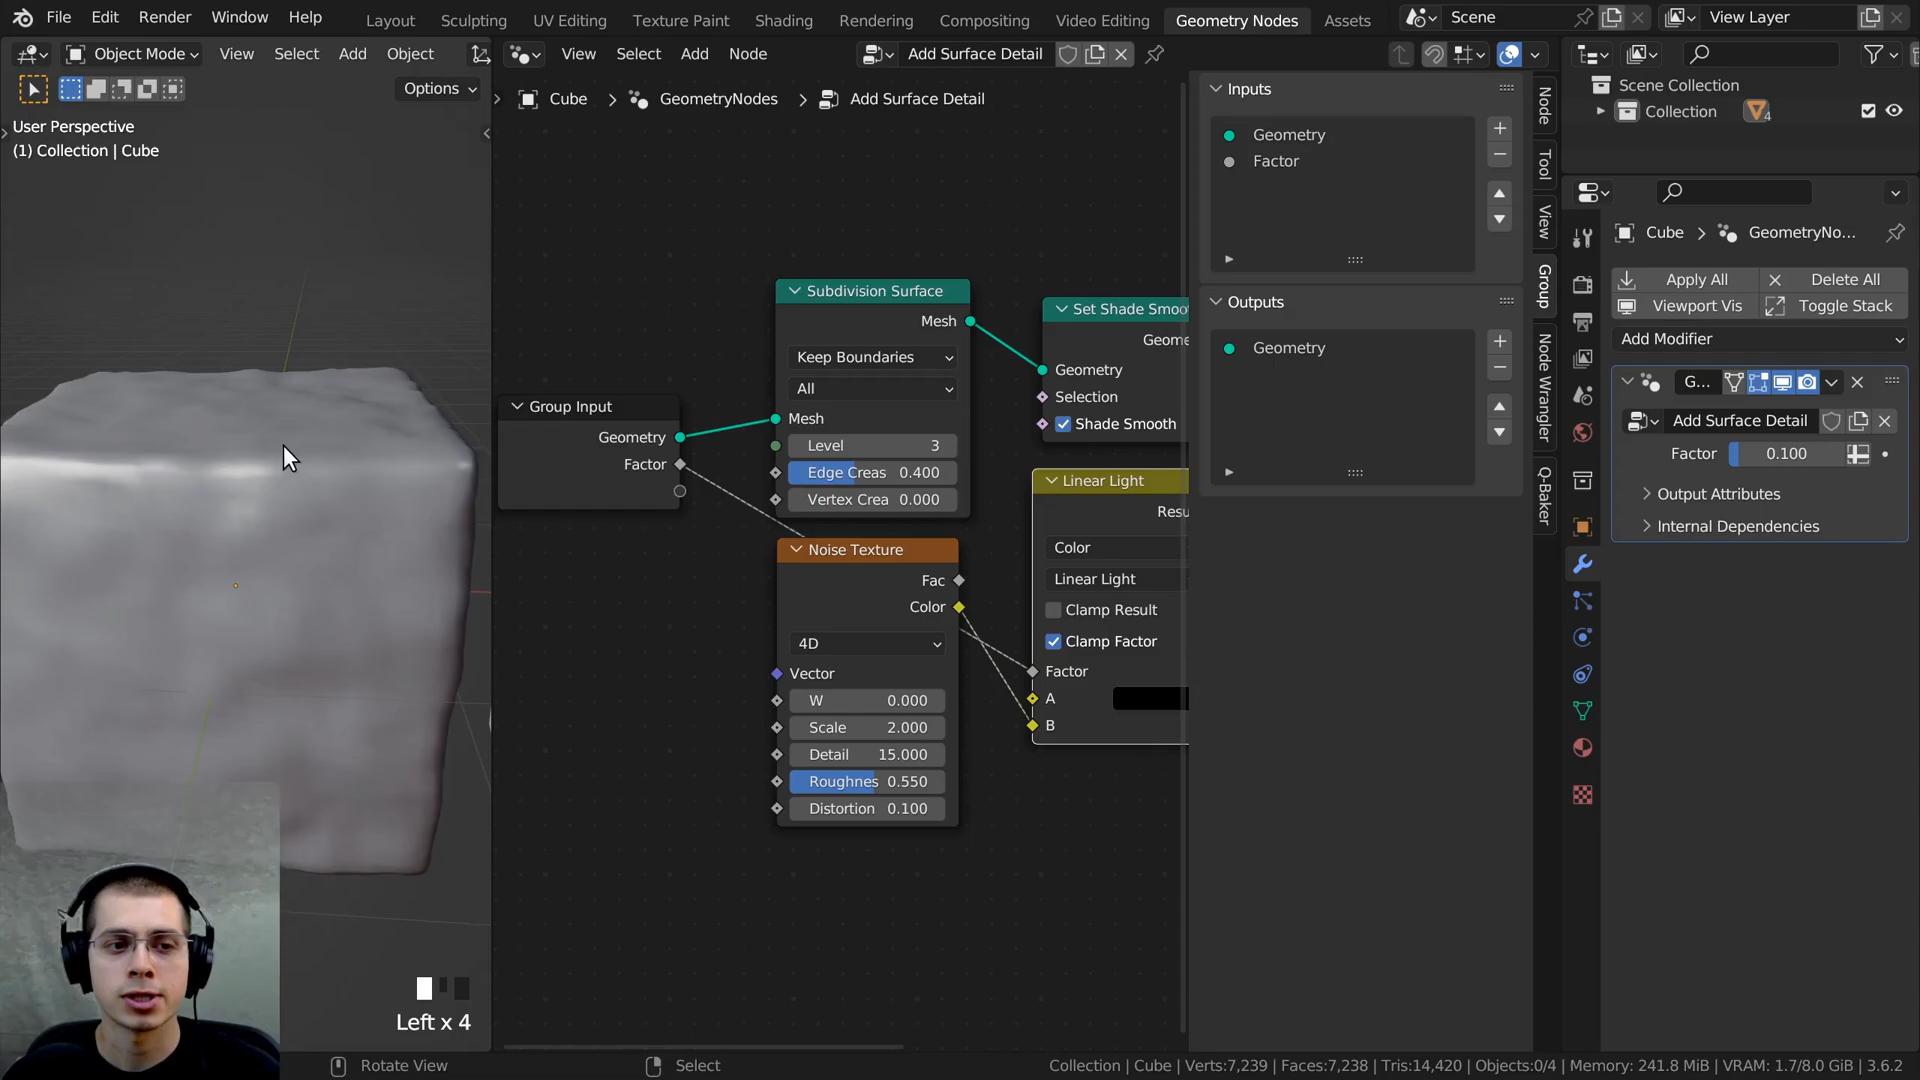 File Edit Render Window Help
Layout Sculpting UV Editing Texture Paint Shading Rendering Compositing Video Editing Geometry Nodes Assets
Scene
View Layer
Object Mode View Select Add Object
View Select Add Node
Add Surface Detail
Options
Cube > GeometryNodes > Add Surface Detail
User Perspective
(1) Collection | Cube
Inputs
Geometry
Factor
Outputs
Geometry
Node
Tool
View
Group
Node Wrangler
Q-Baker
Scene Collection
Collection 4
Cube > GeometryNo...
Apply All
Delete All
Viewport Vis
Toggle Stack
Add Modifier
G...
Add Surface Detail
Factor 0.100
Output Attributes
Internal Dependencies
Group Input
Geometry
Factor
Subdivision Surface
Mesh
Keep Boundaries
All
Mesh
Level 3
Edge Creas 0.400
Vertex Crea 0.000
Set Shade Smoot
Geome
Geometry
Selection
Shade Smooth
Noise Texture
Fac
Color
4D
Vector
W 0.000
Scale 2.000
Detail 15.000
Roughnes 0.550
Distortion 0.100
Linear Light
Resu
Color
Linear Light
Clamp Result
Clamp Factor
Factor
A
B
Left x 4
Rotate View
Select
Collection | Cube | Verts:7,239 | Faces:7,238 | Tris:14,420 | Objects:0/4 | Memory: 241.8 MiB | VRAM: 1.7/8.0 GiB | 3.6.2